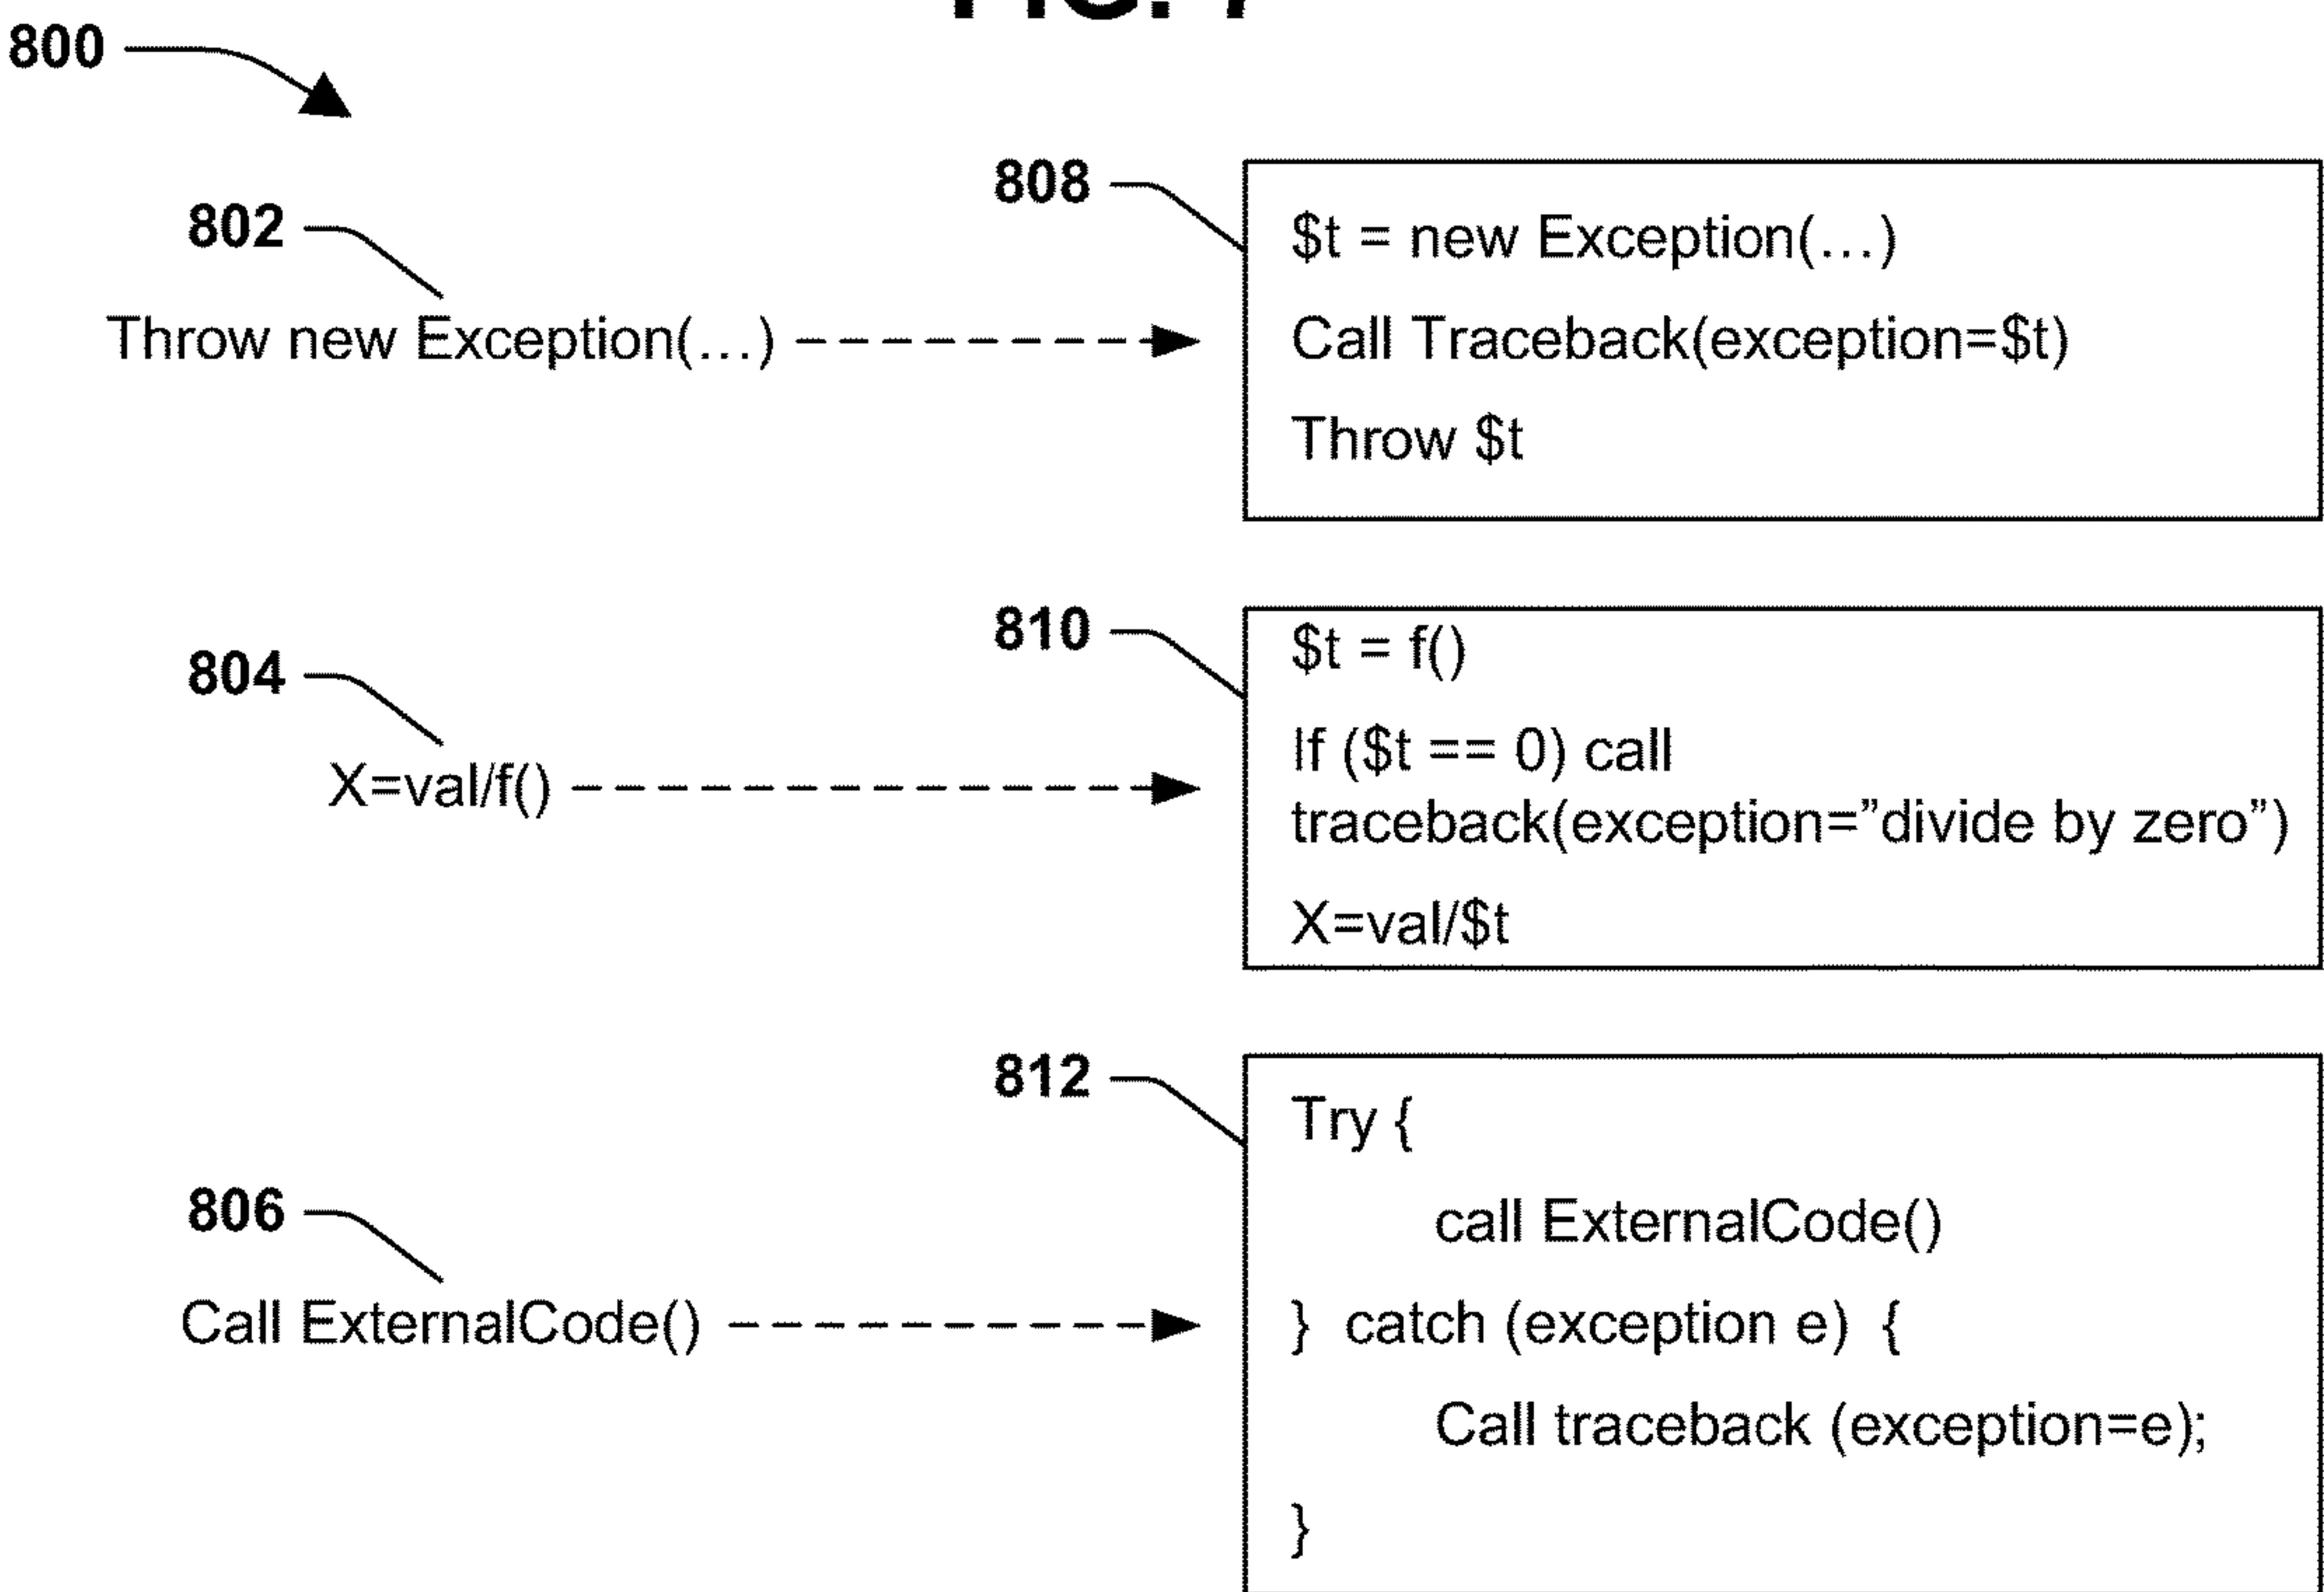 800
802
Throw new Exception(…)
808
$t = new Exception(…)
Call Traceback(exception=$t)
Throw $t
804
X=val/f()
810
$t = f()
If ($t == 0) call
traceback(exception=”divide by zero”)
X=val/$t
806
Call ExternalCode()
812
Try {
call ExternalCode()
} catch (exception e) {
Call traceback (exception=e);
}